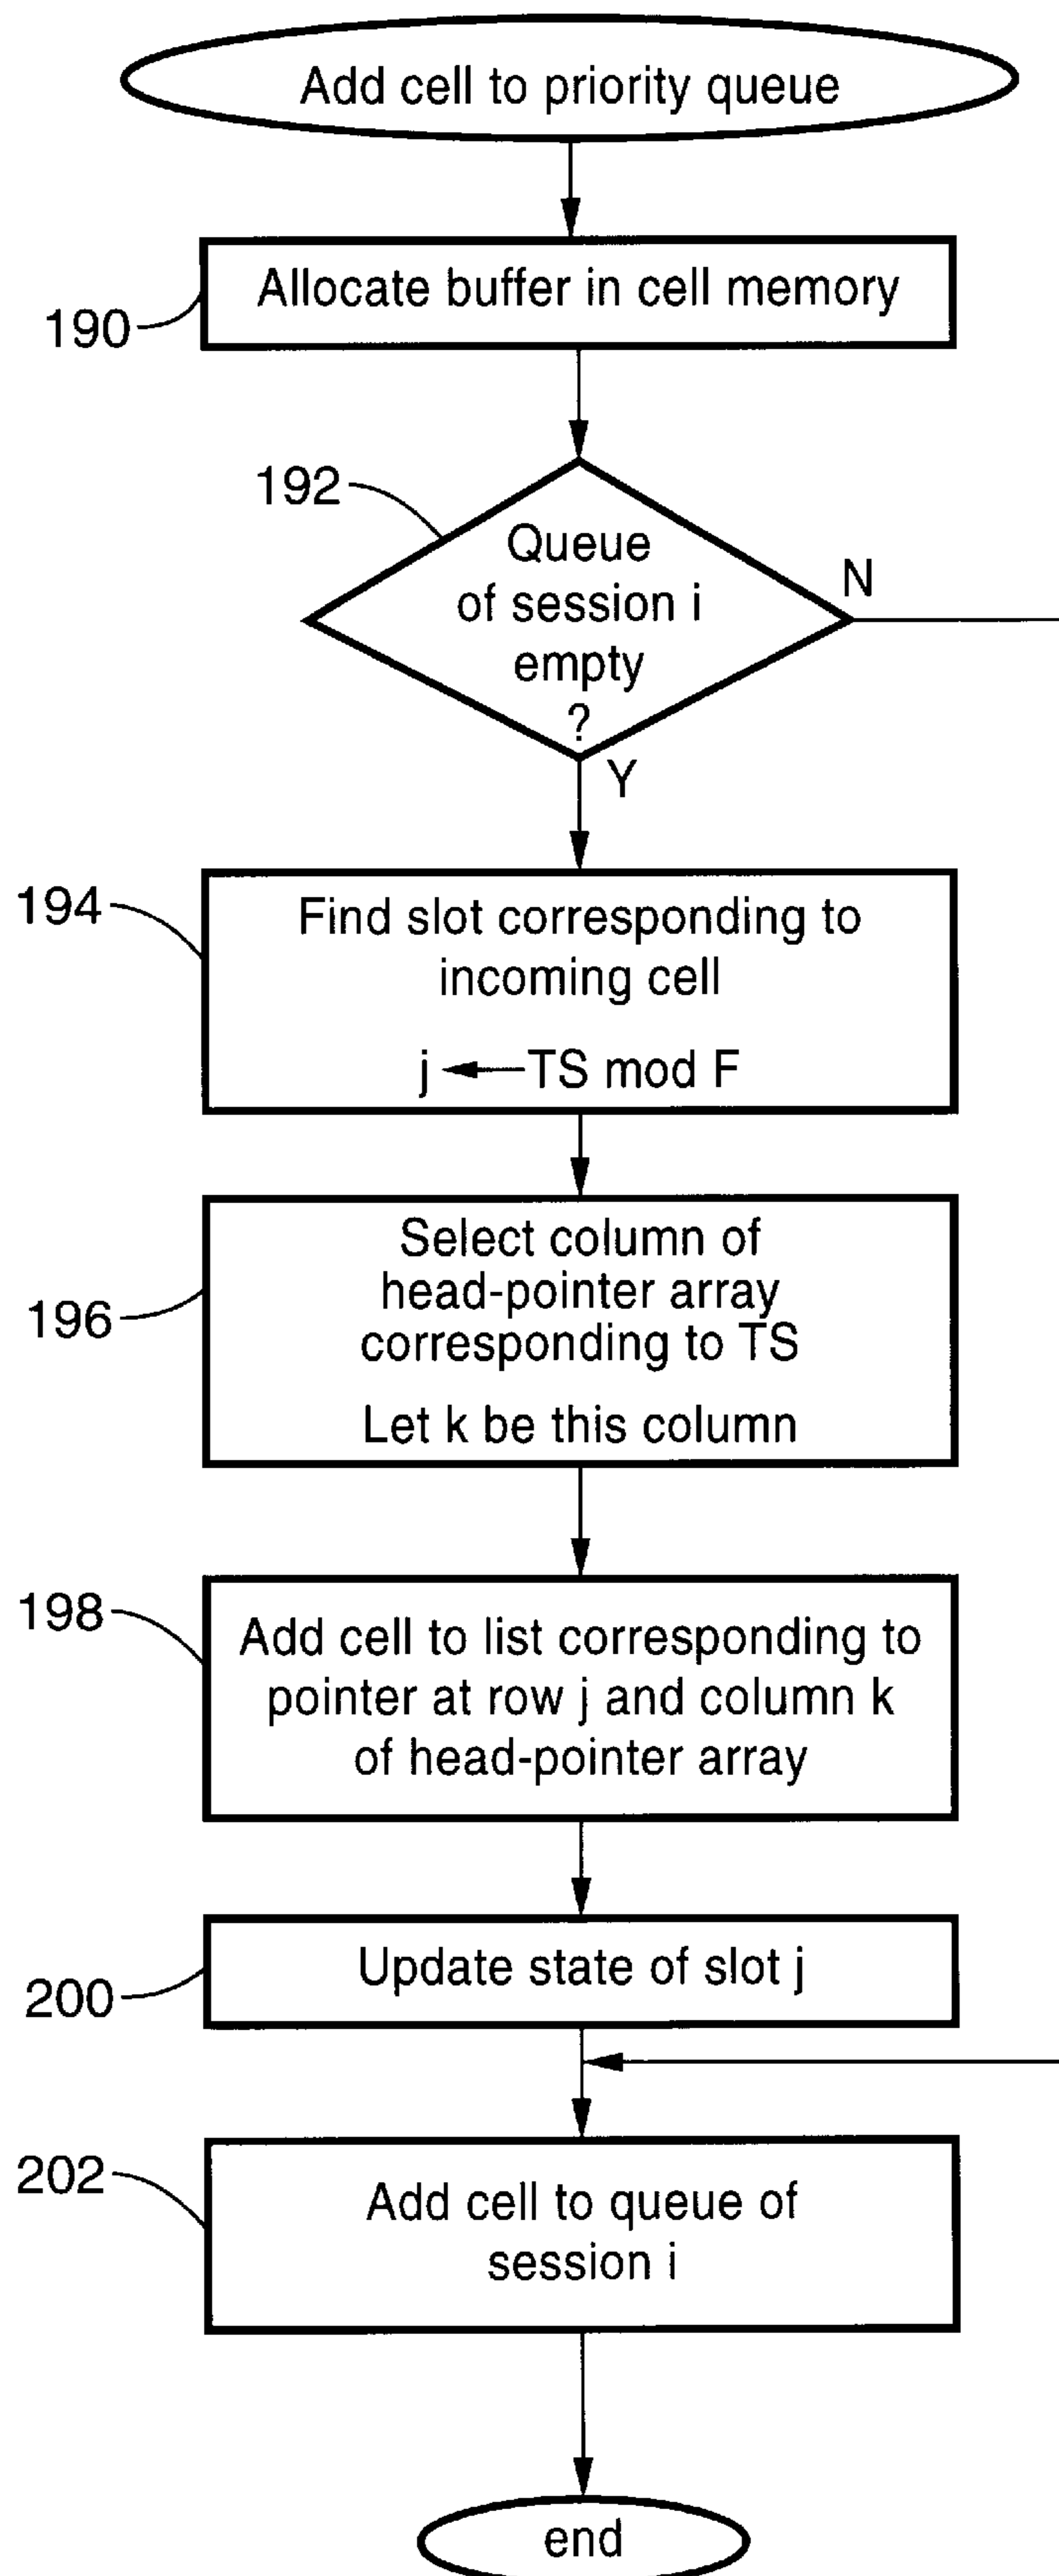 Add cell to priority queue
Allocate buffer in cell memory
190
192
Queue
of session i
empty
?
N
Y
194
Find slot corresponding to
incoming cell
j ← TS mod F
Select column of
head-pointer array
corresponding to TS
196
Let k be this column
198
Add cell to list corresponding to
pointer at row j and column k
of head-pointer array
Update state of slot j
200
202
Add cell to queue of
session i
end